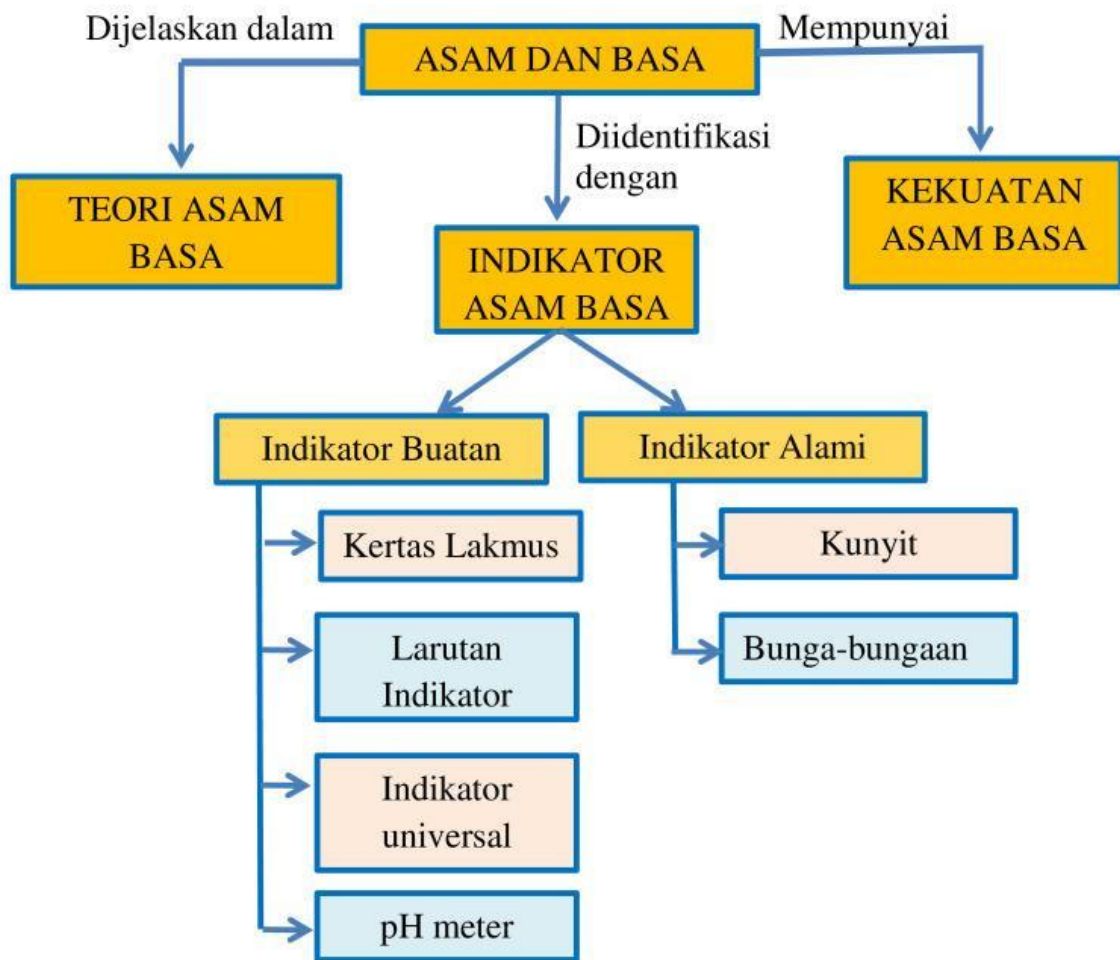 Dijelaskan dalam
ASAM DAN BASA
Mempunyai
Diidentifikasi
dengan
TEORI ASAM
BASA
KEKUATAN
ASAM BASA
INDIKATOR
ASAM BASA
Indikator Buatan
Indikator Alami
Kertas Lakmus
Kunyit
Larutan
Indikator
Bunga-bungaan
Indikator
universal
pH meter